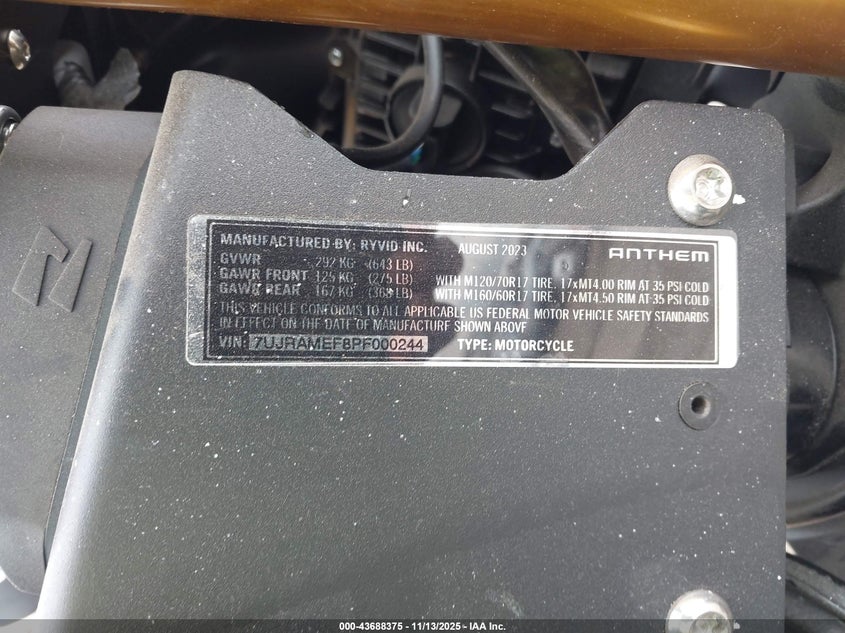 MANUFACTURED BY: RYVID INC. AUGUST 2023 ANTHEM
GVWR 292 KG (643 LB)
GAWR FRONT 125 KG (275 LB) WITH M120/70R17 TIRE, 17xMT4.00 RIM AT 35 PSI COLD
GAWR REAR 167 KG (368 LB) WITH M160/60R17 TIRE, 17xMT4.50 RIM AT 35 PSI COLD
THIS VEHICLE CONFORMS TO ALL APPLICABLE US FEDERAL MOTOR VEHICLE SAFETY STANDARDS
IN EFFECT ON THE DATE OF MANUFACTURE SHOWN ABOVE
VIN: 7UJRAMEF8PF000244 TYPE: MOTORCYCLE
000-43688375 - 11/13/2025 - IAA Inc.